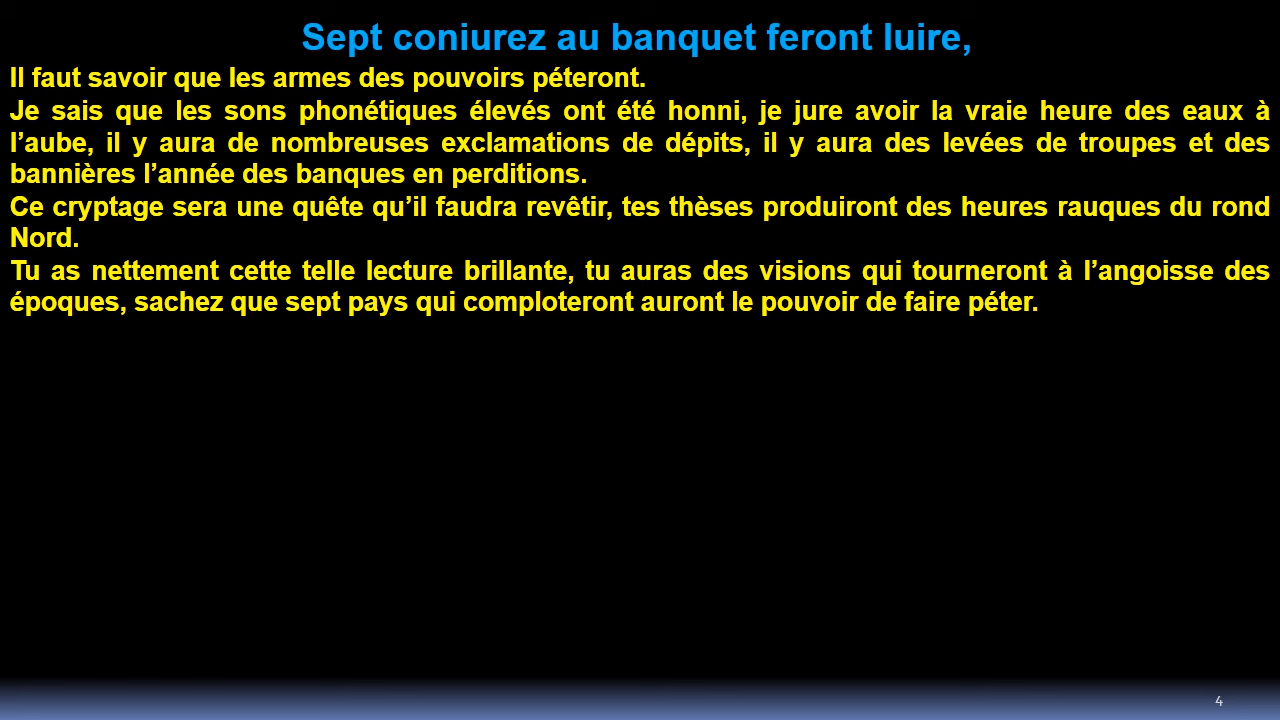 Sept coniurez au banquet feront luire,
Il faut savoir que les armes des pouvoirs péteront.
Je sais que les sons phonétiques élevés ont été honni, je jure avoir la vraie heure des eaux à
l’aube, il y aura de nombreuses exclamations de dépits, il y aura des levées de troupes et des
bannières l’année des banques en perditions.
Ce cryptage sera une quête qu’il faudra revêtir, tes thèses produiront des heures rauques du rond
Nord.
Tu as nettement cette telle lecture brillante, tu auras des visions qui tourneront à l’angoisse des
époques, sachez que sept pays qui comploteront auront le pouvoir de faire péter.
4